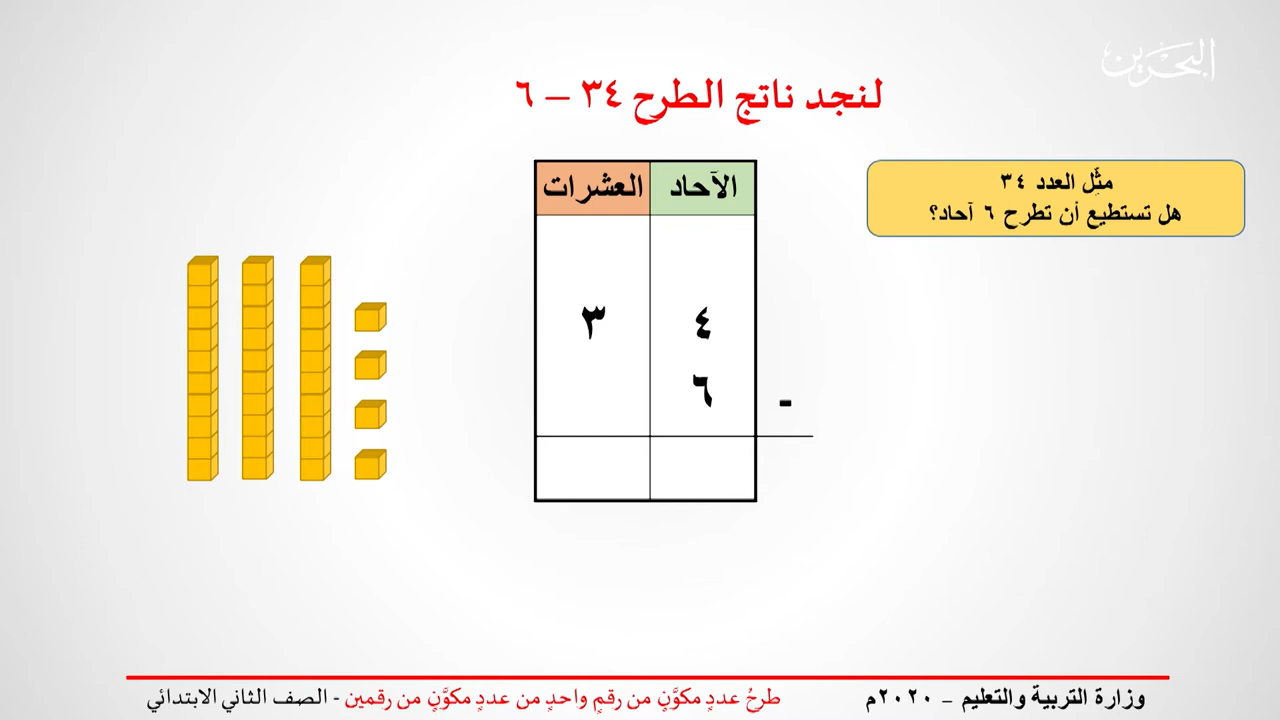 البحرين
لنجد ناتج الطرح ٣٤ – ٦
مثِّل العدد ٣٤
هل تستطيع أن تطرح ٦ آحاد؟
الآحاد العشرات
٤ ٣
٦ -
وزارة التربية والتعليم – ٢٠٢٠م
طرحُ عددٍ مكوَّنٍ من رقمٍ واحدٍ من عددٍ مكوَّنٍ من رقمين - الصف الثاني الابتدائي